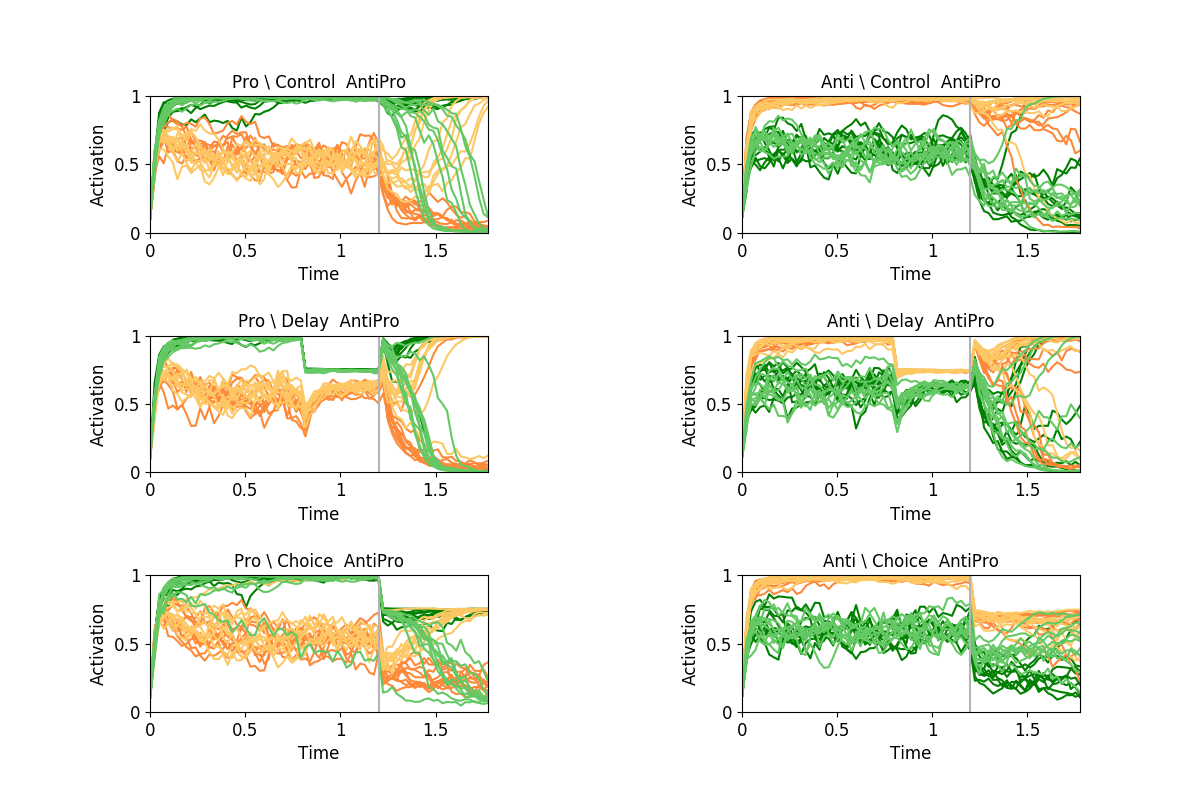 Pro \ Control  AntiPro
1
0.5
0
Activation
0
0.5
1
1.5
Time
Anti \ Control  AntiPro
1
0.5
0
Activation
0
0.5
1
1.5
Time
Pro \ Delay  AntiPro
1
0.5
0
Activation
0
0.5
1
1.5
Time
Anti \ Delay  AntiPro
1
0.5
0
Activation
0
0.5
1
1.5
Time
Pro \ Choice  AntiPro
1
0.5
0
Activation
0
0.5
1
1.5
Time
Anti \ Choice  AntiPro
1
0.5
0
Activation
0
0.5
1
1.5
Time